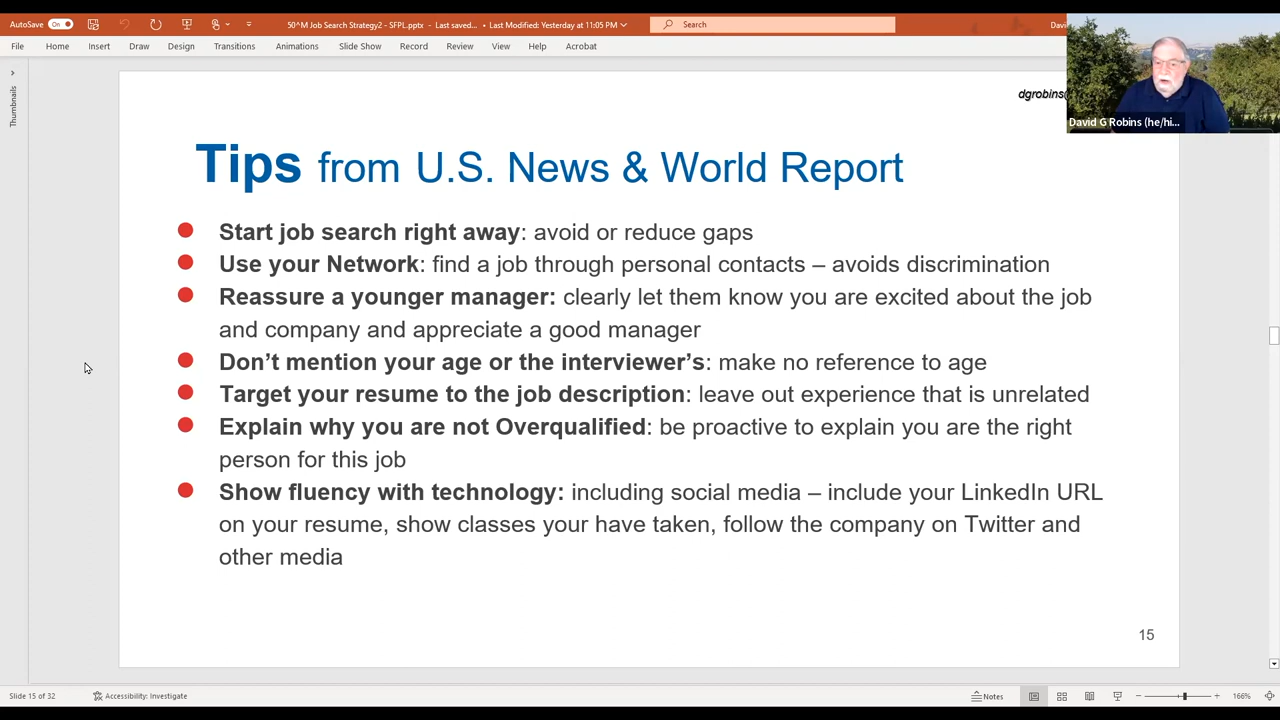 AutoSave On 50^M Job Search Strategy2 - SFPL.pptx - Last saved... • Last Modified: Yesterday at 11:05 PM Search Davi
File Home Insert Draw Design Transitions Animations Slide Show Record Review View Help Acrobat
Thumbnails
dgrobins@
David G Robins (he/hi...
Tips from U.S. News & World Report
Start job search right away: avoid or reduce gaps
Use your Network: find a job through personal contacts – avoids discrimination
Reassure a younger manager: clearly let them know you are excited about the job
and company and appreciate a good manager
Don't mention your age or the interviewer's: make no reference to age
Target your resume to the job description: leave out experience that is unrelated
Explain why you are not Overqualified: be proactive to explain you are the right
person for this job
Show fluency with technology: including social media – include your LinkedIn URL
on your resume, show classes your have taken, follow the company on Twitter and
other media
15
Slide 15 of 32 Accessibility: Investigate Notes 166%